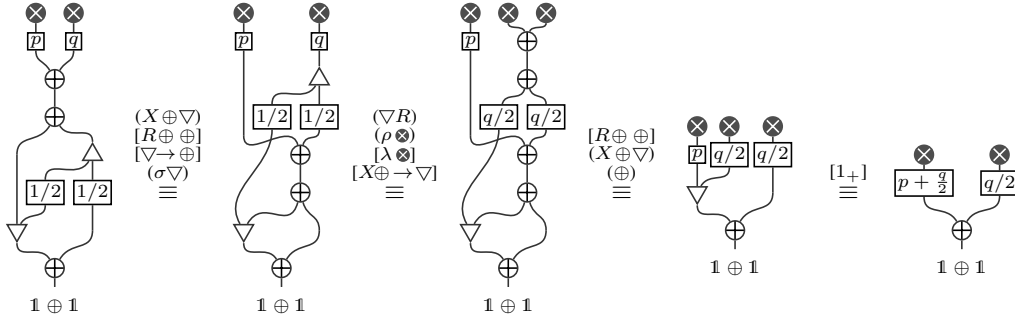 p q
1/2 1/2
𝟙 ⊕ 𝟙
(X ⊕ ▽)
[R ⊕ ⊕]
[▽ → ⊕]
(σ▽)
≡
p q
1/2 1/2
𝟙 ⊕ 𝟙
(▽R)
(ρ ⊗)
[λ ⊗]
[X ⊕ → ▽]
≡
p
q/2 q/2
𝟙 ⊕ 𝟙
[R ⊕ ⊕]
(X ⊕ ▽)
(⊕)
≡
p q/2 q/2
𝟙 ⊕ 𝟙
[1₊]
≡
p + q/2 q/2
𝟙 ⊕ 𝟙